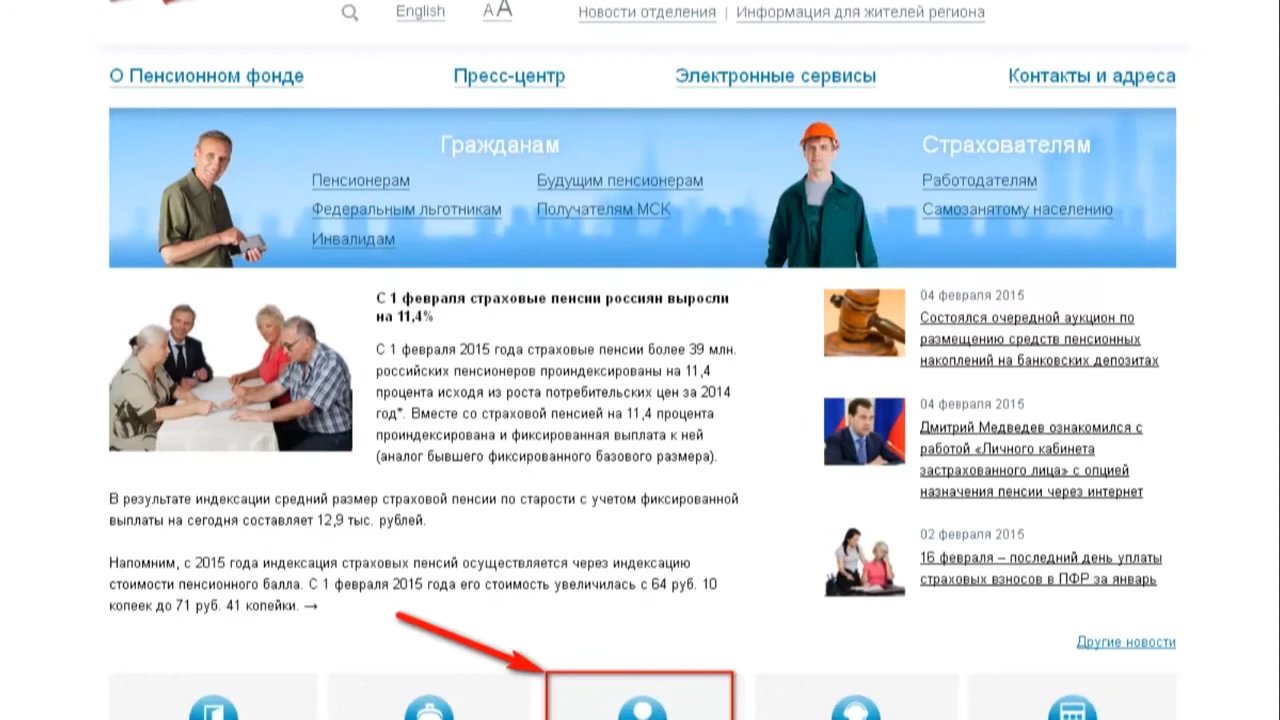 English
AA
Новости отделения | Информация для жителей региона
О Пенсионном фонде
Пресс-центр
Электронные сервисы
Контакты и адреса
Гражданам
Пенсионерам
Будущим пенсионерам
Федеральным льготникам
Получателям МСК
Инвалидам
Страхователям
Работодателям
Самозанятому населению
С 1 февраля страховые пенсии россиян выросли
на 11,4%
С 1 февраля 2015 года страховые пенсии более 39 млн.
российских пенсионеров проиндексированы на 11,4
процента исходя из роста потребительских цен за 2014
год*. Вместе со страховой пенсией на 11,4 процента
проиндексирована и фиксированная выплата к ней
(аналог бывшего фиксированного базового размера).
В результате индексации средний размер страховой пенсии по старости с учетом фиксированной
выплаты на сегодня составляет 12,9 тыс. рублей.
Напомним, с 2015 года индексация страховых пенсий осуществляется через индексацию
стоимости пенсионного балла. С 1 февраля 2015 года его стоимость увеличилась с 64 руб. 10
копеек до 71 руб. 41 копейки. →
04 февраля 2015
Состоялся очередной аукцион по
размещению средств пенсионных
накоплений на банковских депозитах
04 февраля 2015
Дмитрий Медведев ознакомился с
работой «Личного кабинета
застрахованного лица» с опцией
назначения пенсии через интернет
02 февраля 2015
16 февраля – последний день уплаты
страховых взносов в ПФР за январь
Другие новости